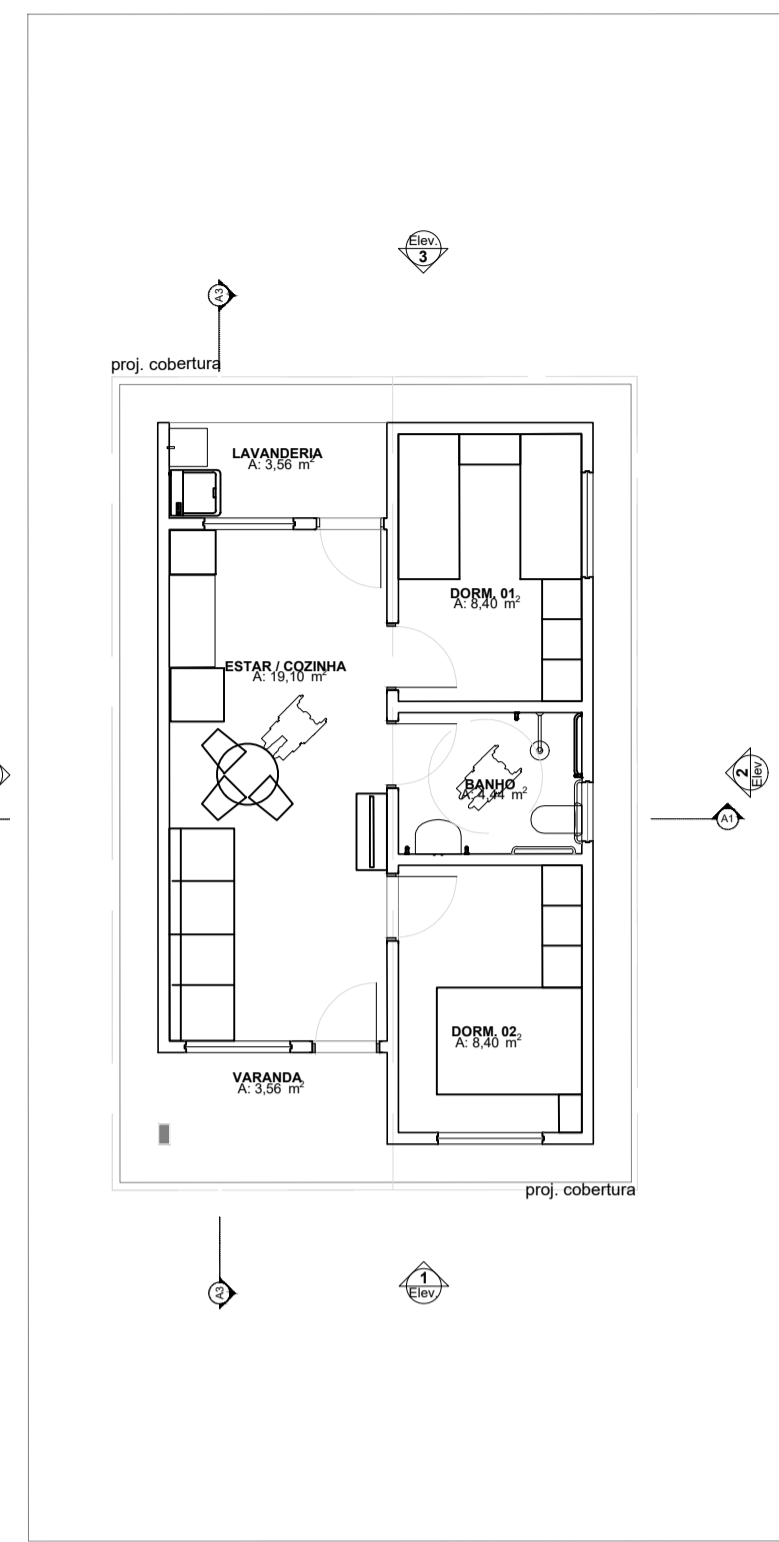 Elev.
3
A3
proj. cobertura
LAVANDERIA
A: 3,56 m²
DORM. 01
A: 8,40 m²
ESTAR / COZINHA
A: 19,10 m²
BANHO
A: 4,44 m²
2
Elev
A1
DORM. 02
A: 8,40 m²
VARANDA
A: 3,56 m²
proj. cobertura
A3
1
Elev.